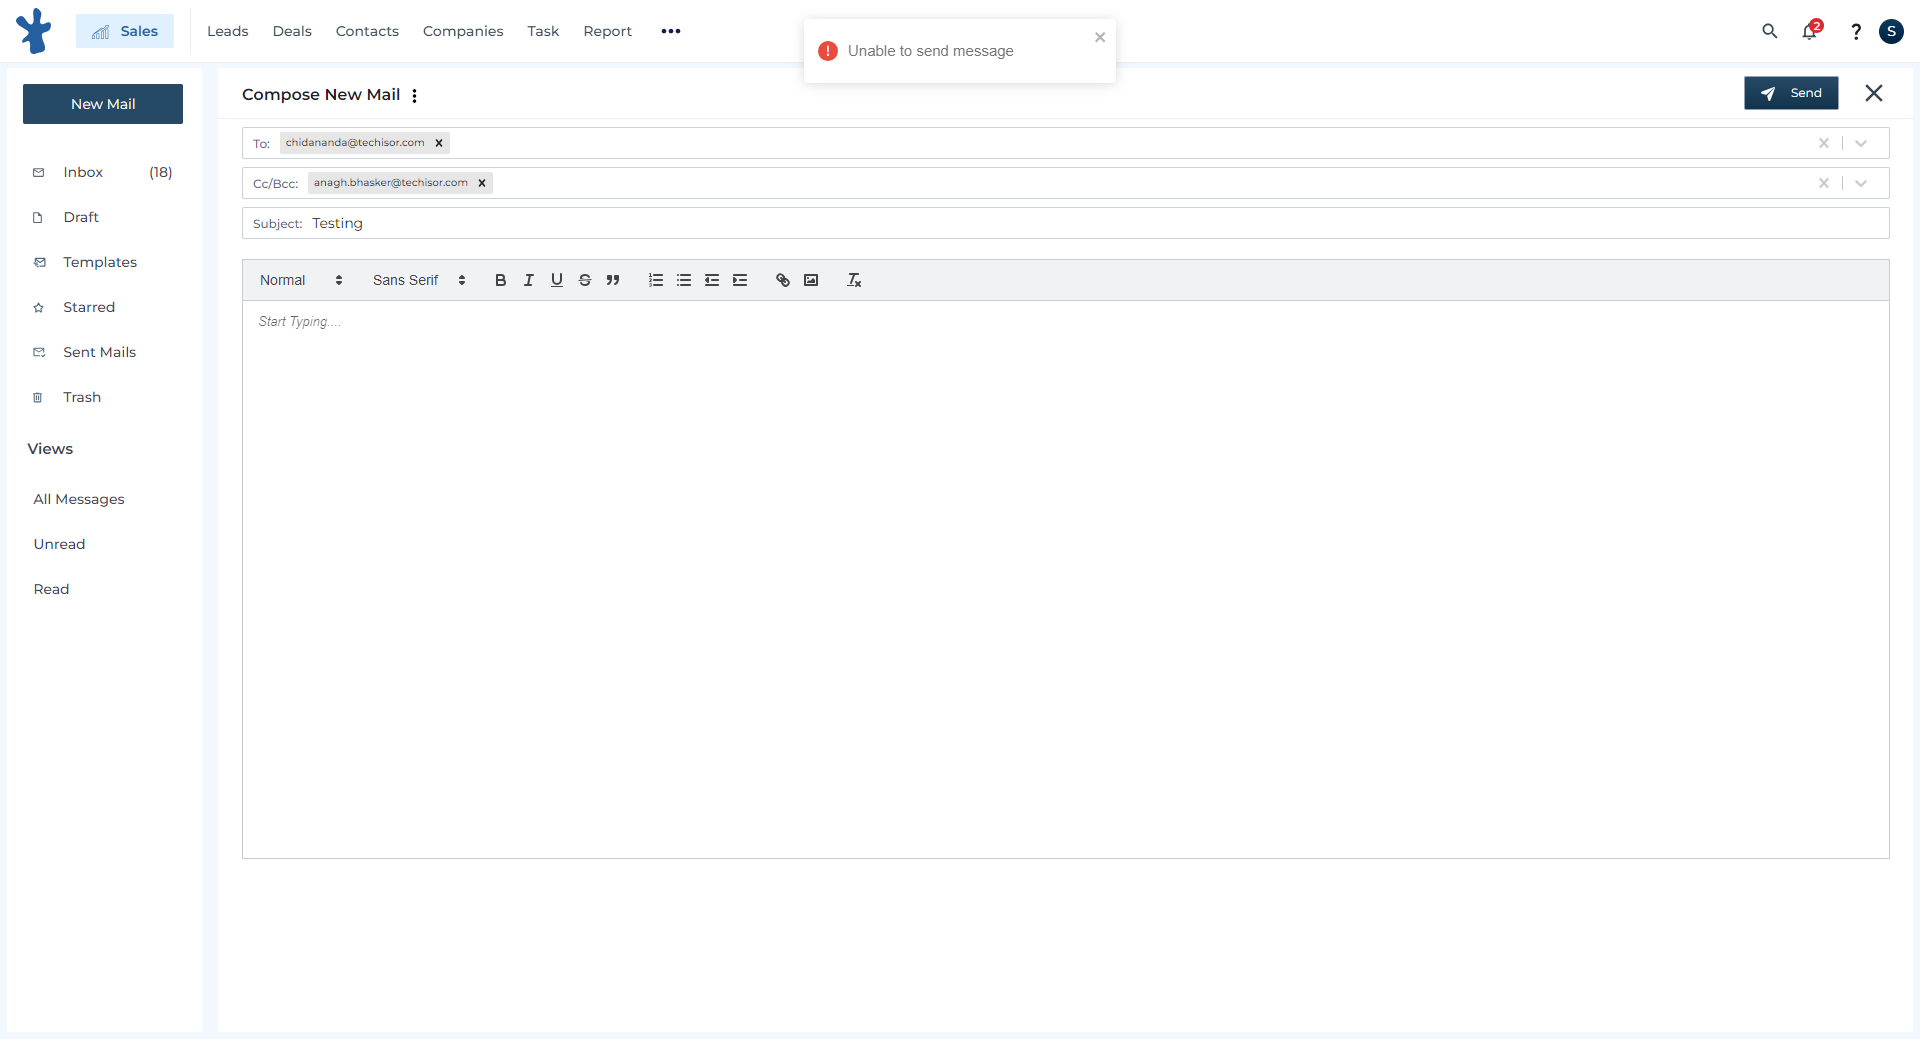 Sales Leads Deals Contacts Companies Task Report ••• 2 ? S
! Unable to send message ×
New Mail
Compose New Mail
Send
To: chidananda@techisor.com x
Cc/Bcc: anagh.bhasker@techisor.com x
Subject: Testing
Inbox (18)
Draft
Templates
Starred
Sent Mails
Trash
Views
All Messages
Unread
Read
Normal Sans Serif B I U S
Start Typing....